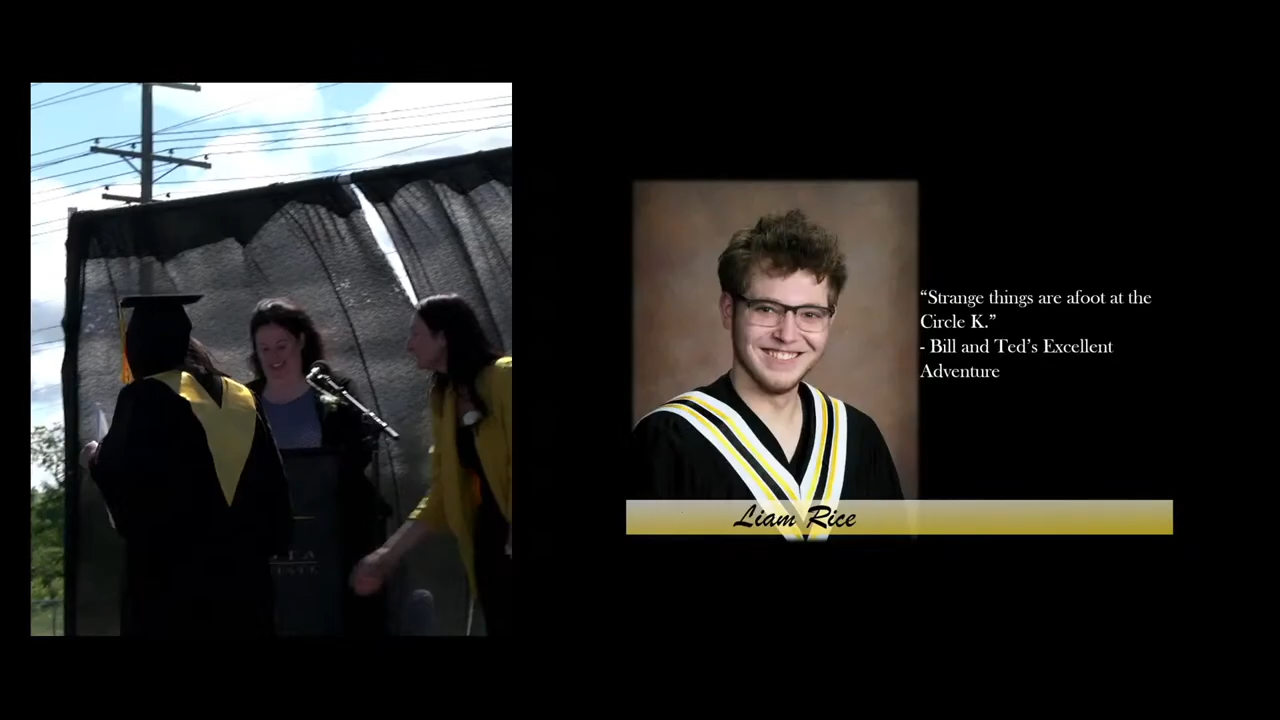 “Strange things are afoot at the
Circle K.”
- Bill and Ted’s Excellent
Adventure
Liam Rice